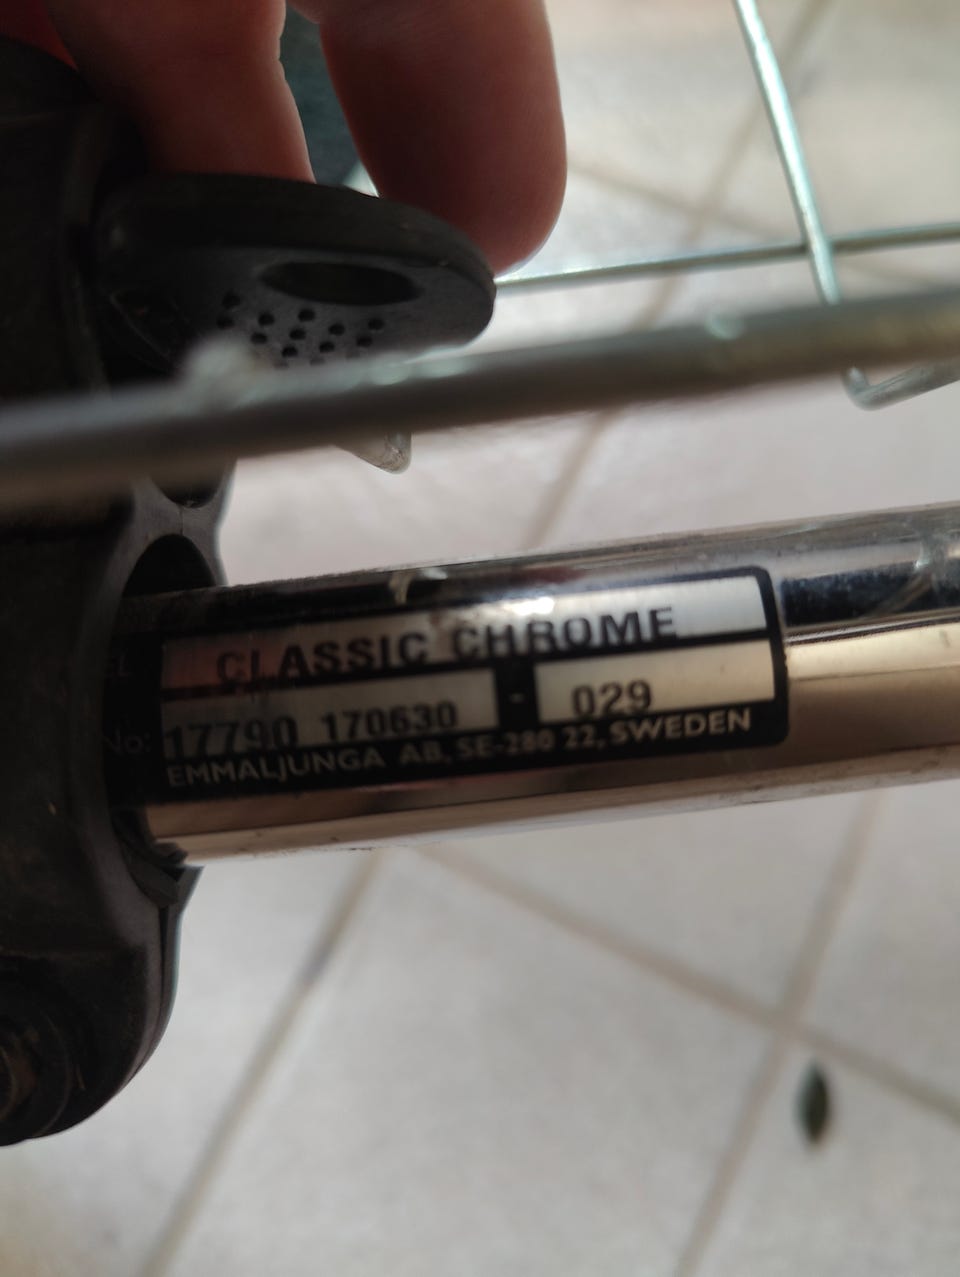 CLASSIC CHROME
No: 17790 170630 - 029
EMMALJUNGA AB, SE-280 22, SWEDEN